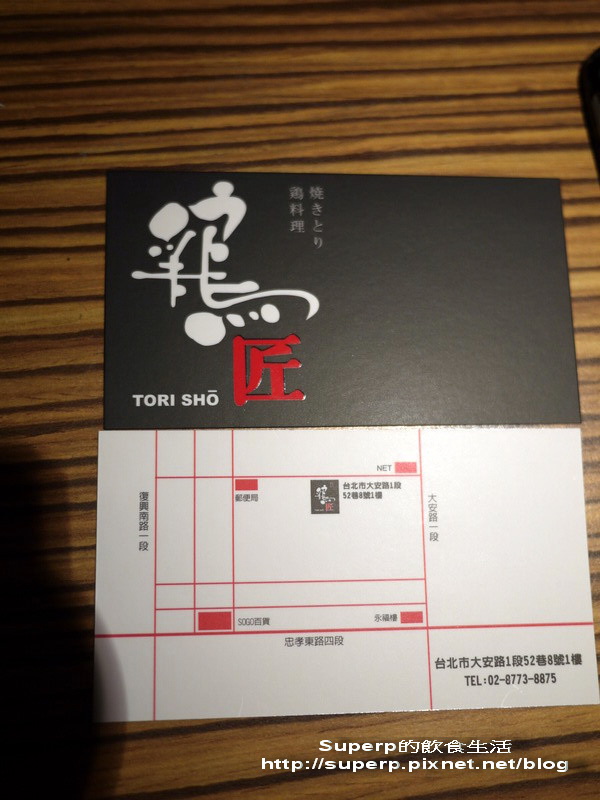 焼きとり
鶏料理
鶏
匠
TORI SHŌ
NET
郵便局
台北市大安路1段
52巷8號1樓
復興南路一段
大安路一段
SOGO百貨
永福樓
忠孝東路四段
台北市大安路1段52巷8號1樓
TEL:02-8773-8875
Superp的飲食生活
http://superp.pixnet.net/blog